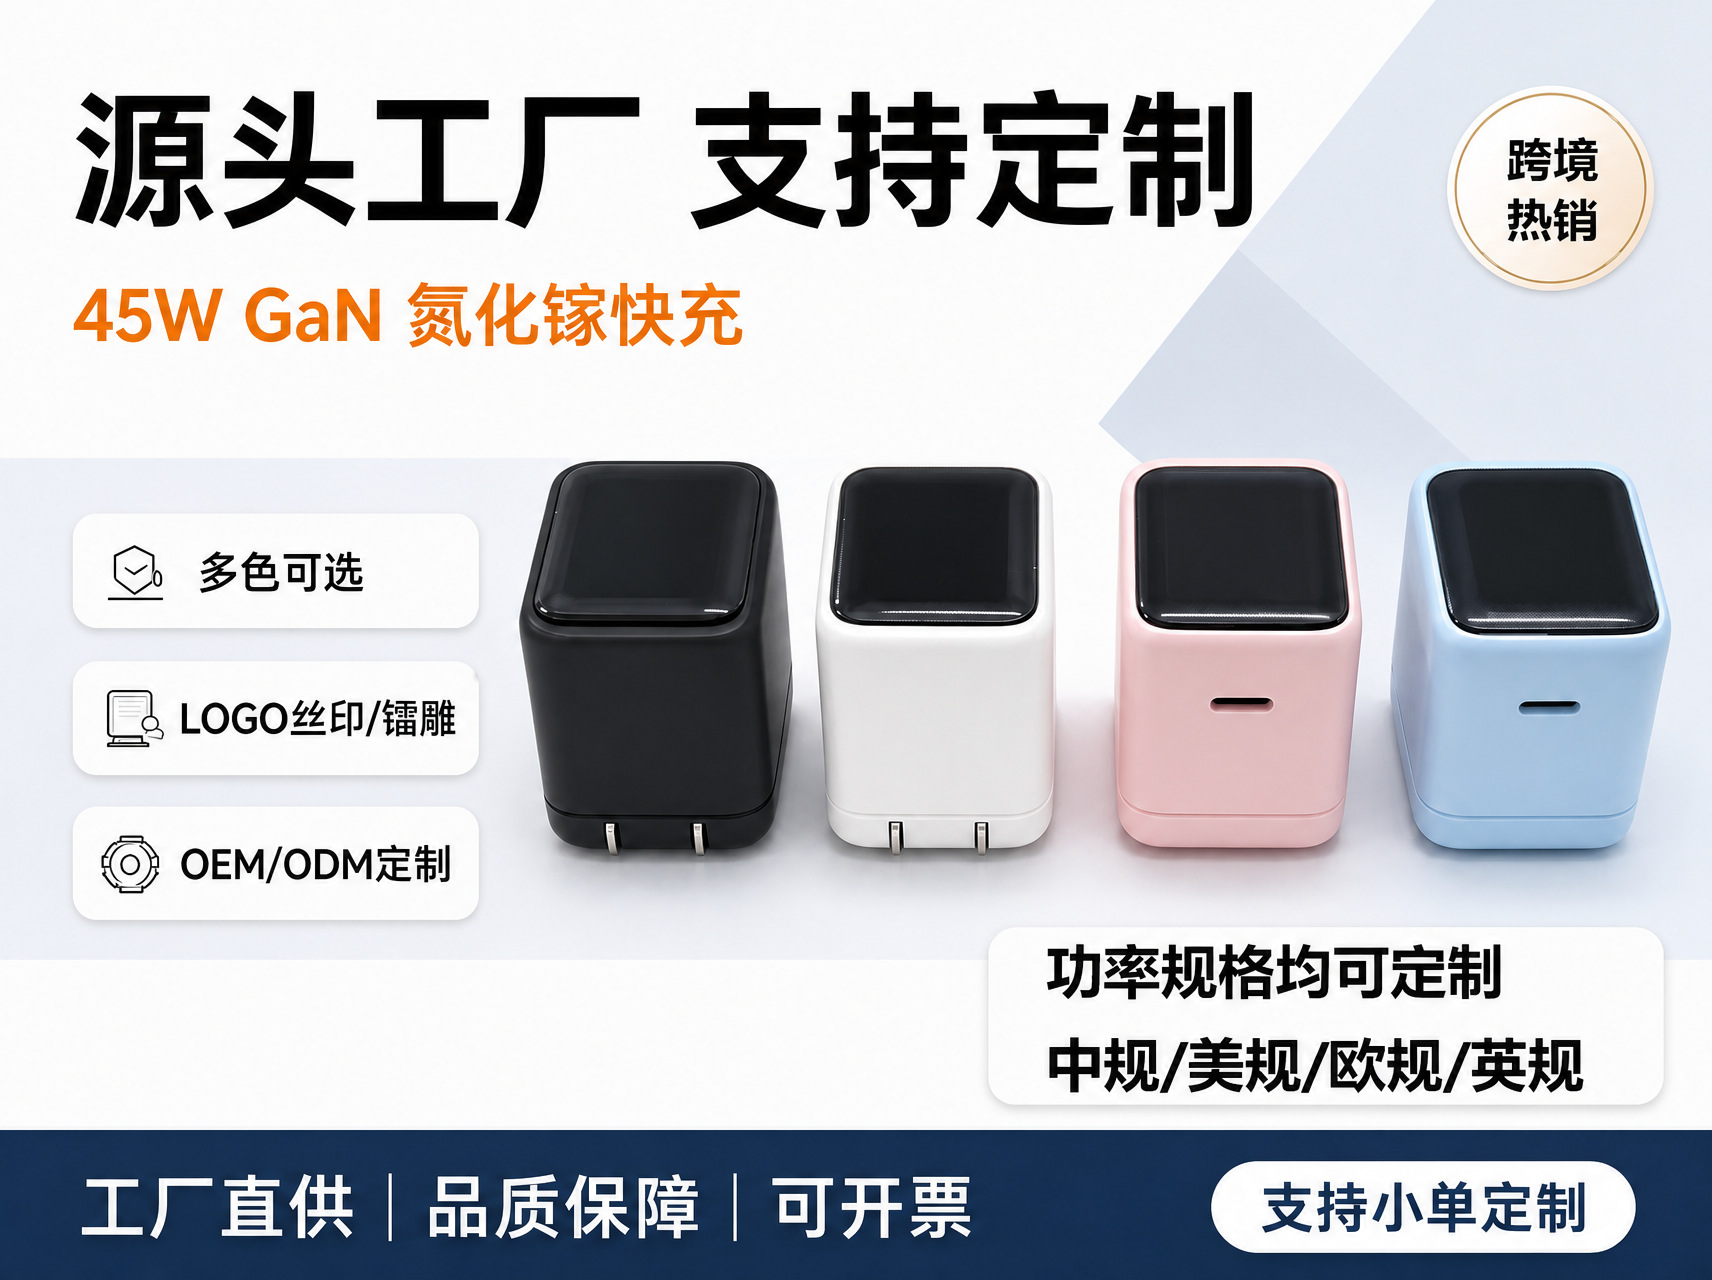 源头工厂 支持定制
跨境
热销
45W GaN 氮化镓快充
多色可选
LOGO丝印/镭雕
OEM/ODM定制
功率规格均可定制
中规/美规/欧规/英规
工厂直供｜品质保障｜可开票
支持小单定制